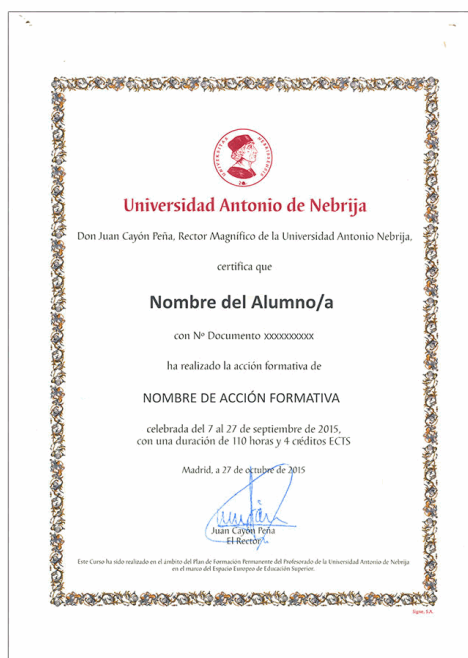 Universidad Antonio de Nebrija
Don Juan Cayón Peña, Rector Magnífico de la Universidad Antonio Nebrija,
certifica que
Nombre del Alumno/a
con Nº Documento xxxxxxxxxx
ha realizado la acción formativa de
NOMBRE DE ACCIÓN FORMATIVA
celebrada del 7 al 27 de septiembre de 2015,
con una duración de 110 horas y 4 créditos ECTS
Madrid, a 27 de octubre de 2015
Juan Cayón Peña
El Rector
Este Curso ha sido realizado en el ámbito del Plan de Formación Permanente del Profesorado de la Universidad Antonio de Nebrija
en el marco del Espacio Europeo de Educación Superior.